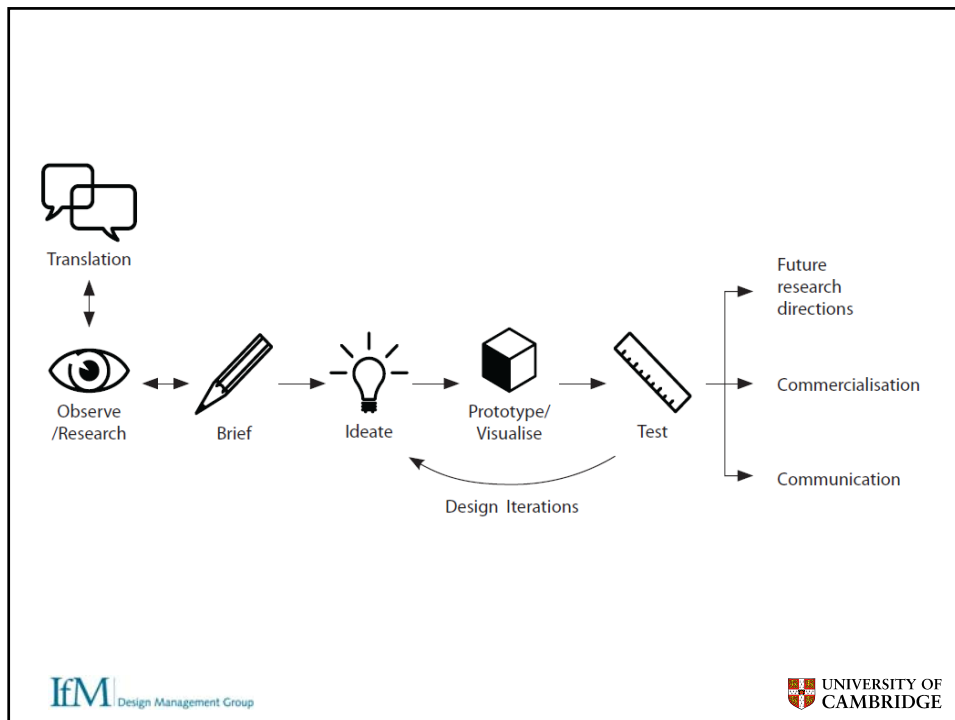 Translation
Observe
/Research
Brief
Ideate
Prototype/
Visualise
Test
Design Iterations
Future
research
directions
Commercialisation
Communication
IfM Design Management Group
UNIVERSITY OF
CAMBRIDGE